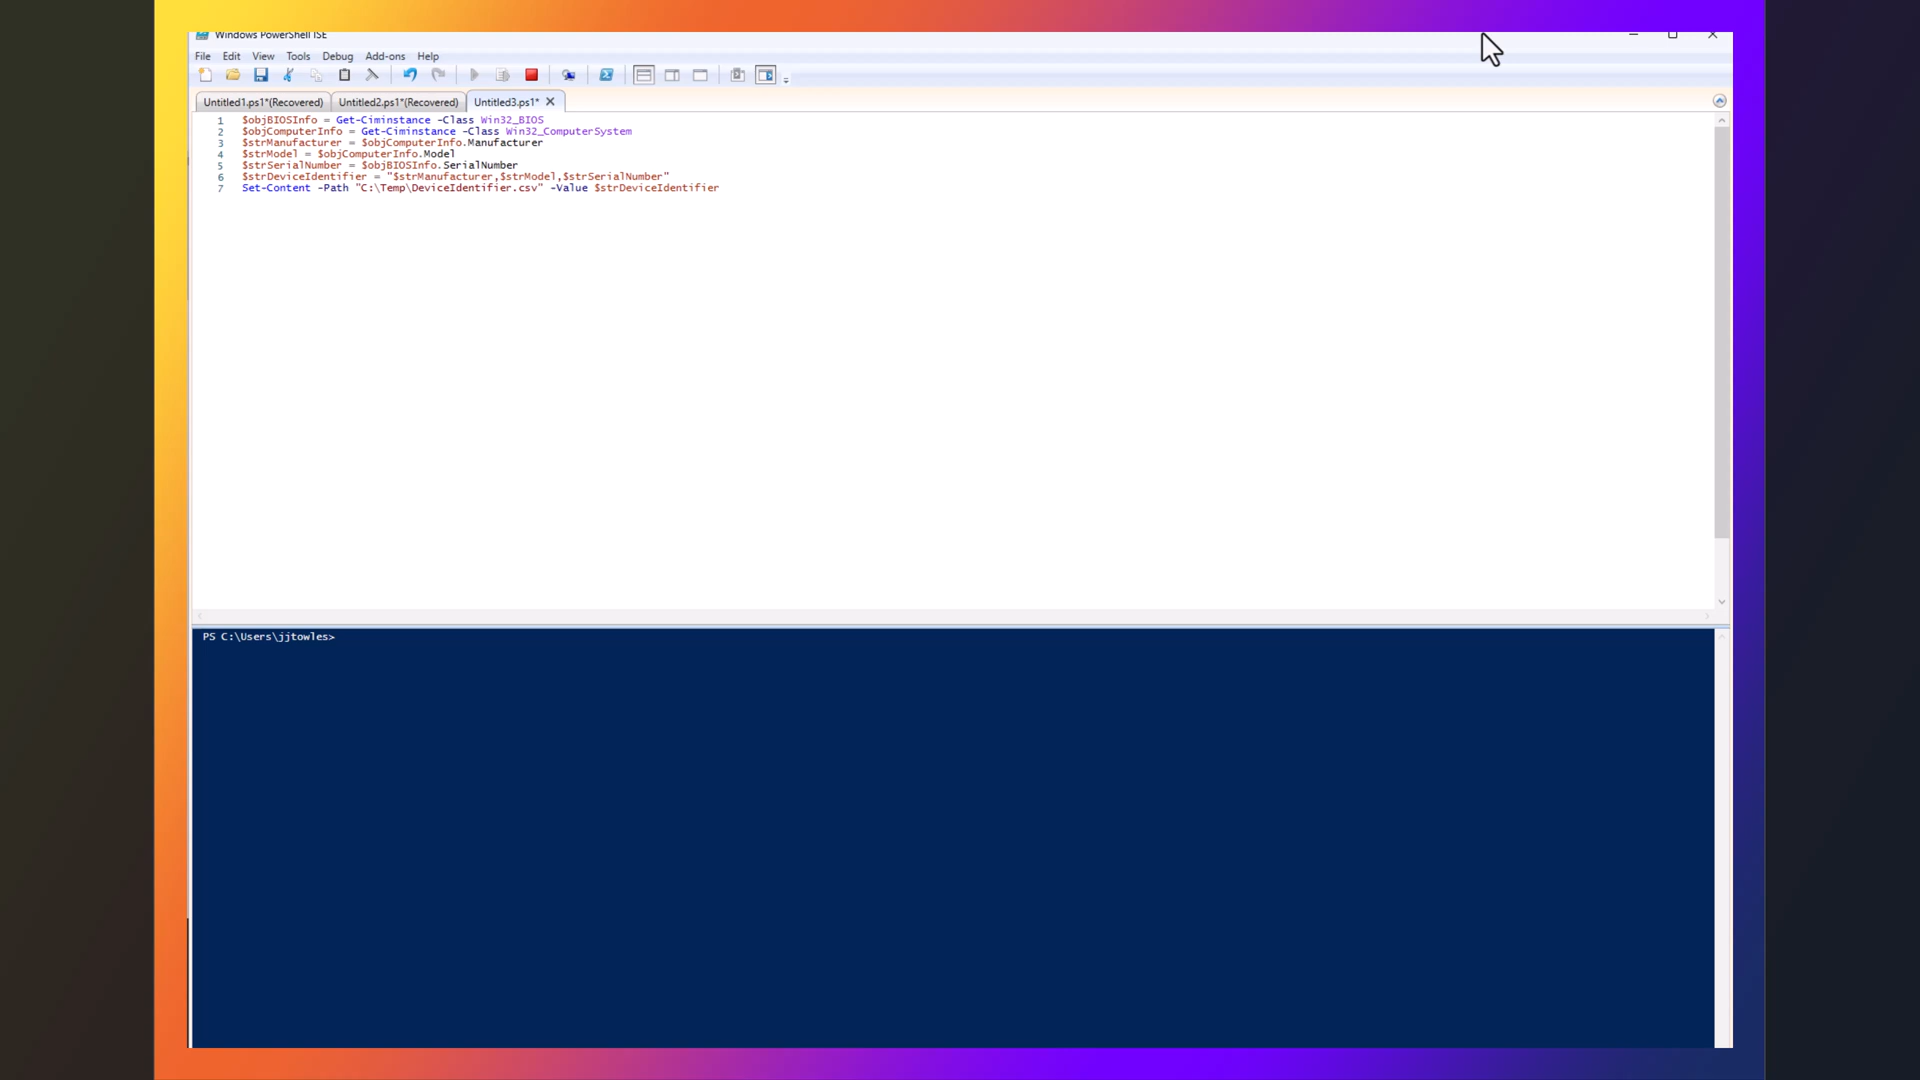 Windows PowerShell ISE
File Edit View Tools Debug Add-ons Help
Untitled1.ps1*(Recovered) Untitled2.ps1*(Recovered) Untitled3.ps1*
1 $objBIOSInfo = Get-Ciminstance -Class Win32_BIOS
2 $objComputerInfo = Get-Ciminstance -Class Win32_ComputerSystem
3 $strManufacturer = $objComputerInfo.Manufacturer
4 $strModel = $objComputerInfo.Model
5 $strSerialNumber = $objBIOSInfo.SerialNumber
6 $strDeviceIdentifier = "$strManufacturer,$strModel,$strSerialNumber"
7 Set-Content -Path "C:\Temp\DeviceIdentifier.csv" -Value $strDeviceIdentifier
PS C:\Users\jjtowles>